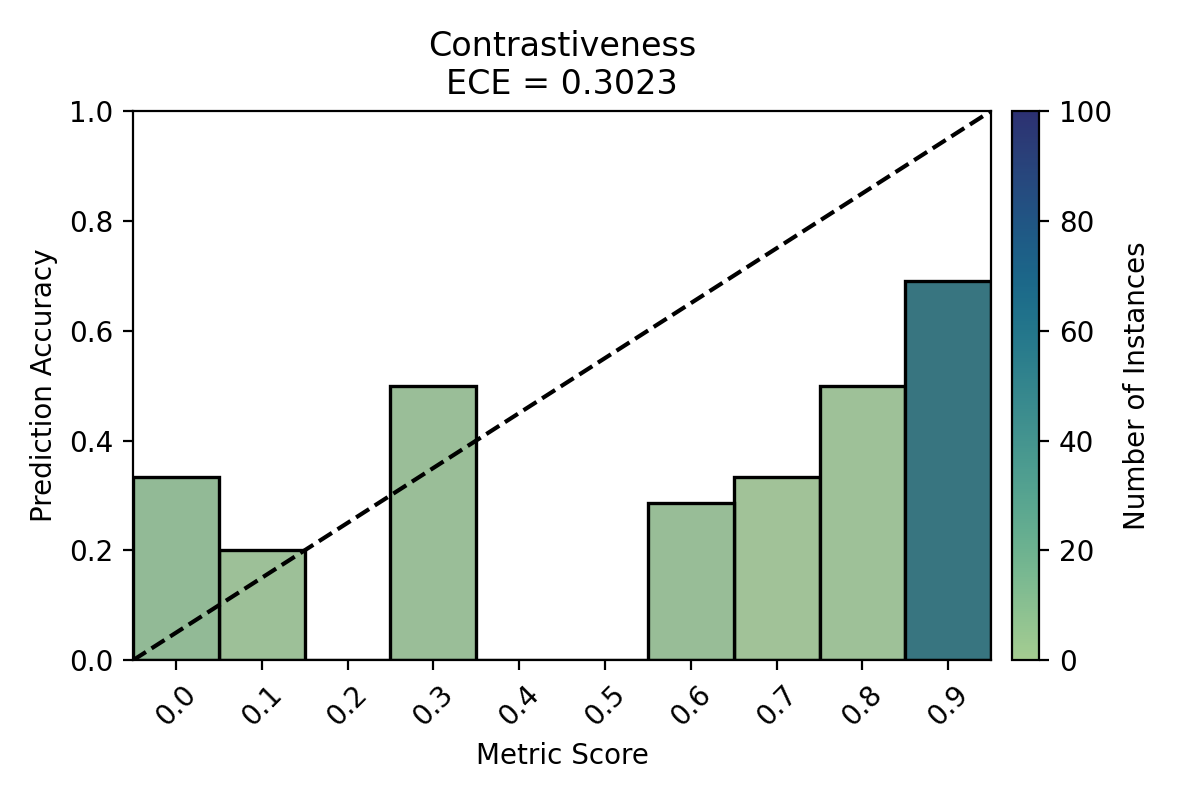 Contrastiveness
ECE = 0.3023
1.0
0.8
0.6
0.4
0.2
0.0
Prediction Accuracy
0.0 0.1 0.2 0.3 0.4 0.5 0.6 0.7 0.8 0.9
Metric Score
100
80
60
40
20
0
Number of Instances